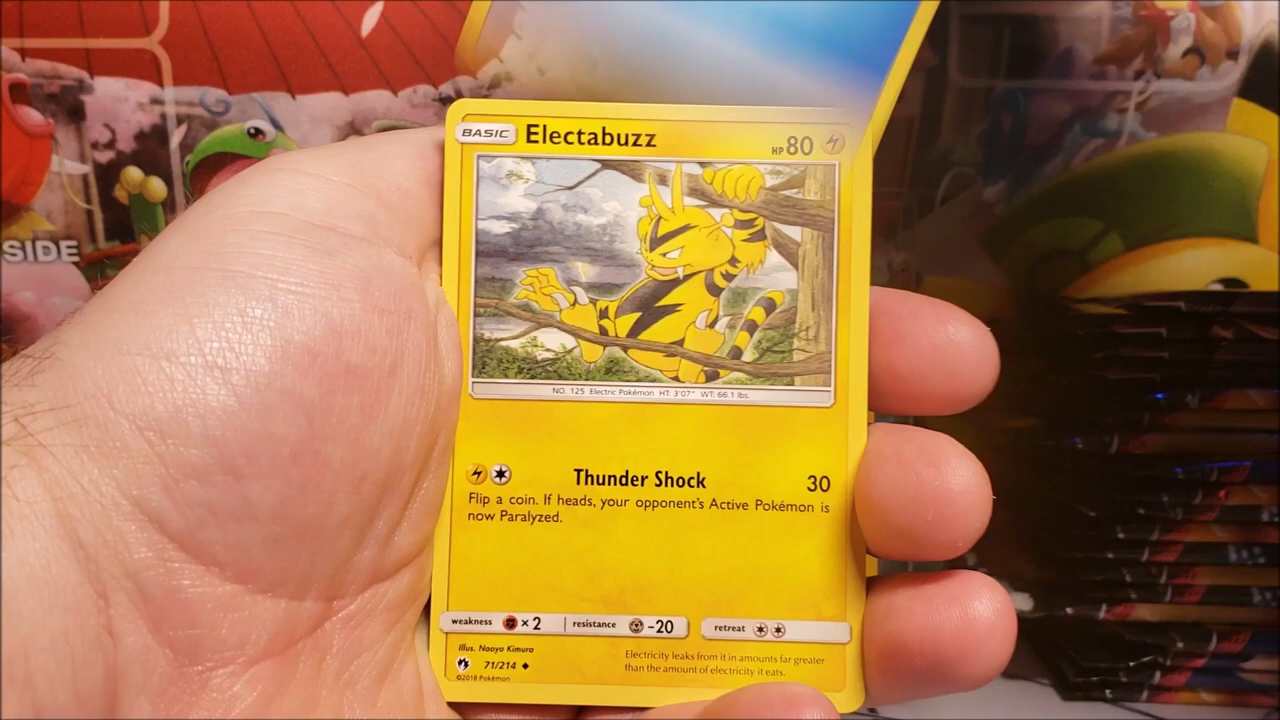 SIDE
BASIC Electabuzz HP 80
NO. 125 Electric Pokémon HT: 3'07" WT: 66.1 lbs.
Thunder Shock 30
Flip a coin. If heads, your opponent's Active Pokémon is
now Paralyzed.
weakness ×2 resistance -20 retreat
Illus. Naoyo Kimura
71/214
©2018 Pokémon
Electricity leaks from it in amounts far greater
than the amount of electricity it eats.